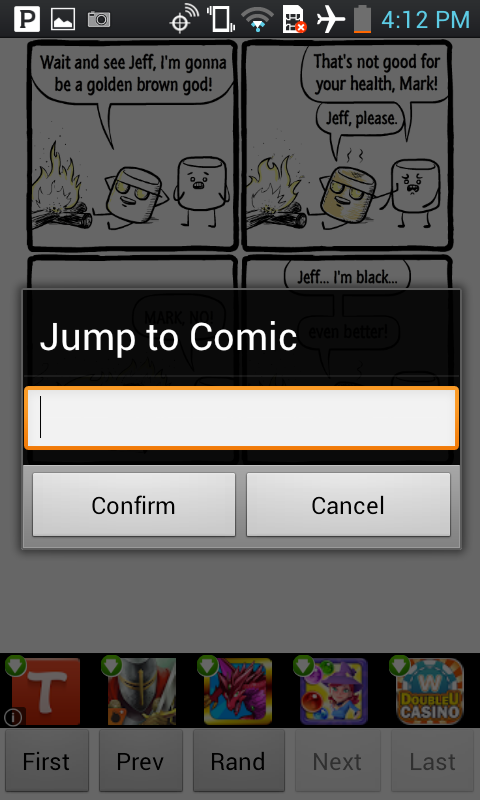 P
4:12 PM
Wait and see Jeff, I'm gonna
be a golden brown god!
That's not good for
your health, Mark!
Jeff, please.
Jeff... I'm black...
MARK, NO!
even better!
Jump to Comic
Confirm
Cancel
T
W
DOUBLEU
CASINO
First
Prev
Rand
Next
Last